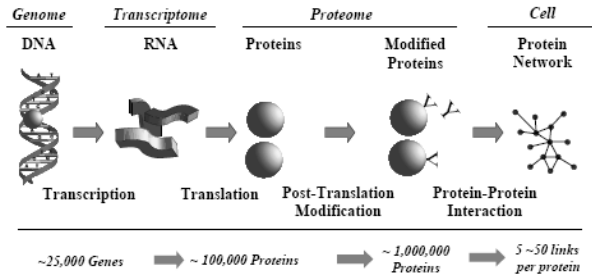 Genome Transcriptome Proteome Cell
DNA RNA Proteins Modified Proteins Protein Network
Transcription Translation Post-Translation Modification Protein-Protein Interaction
~25,000 Genes ~ 100,000 Proteins ~ 1,000,000 Proteins 5 ~50 links per protein